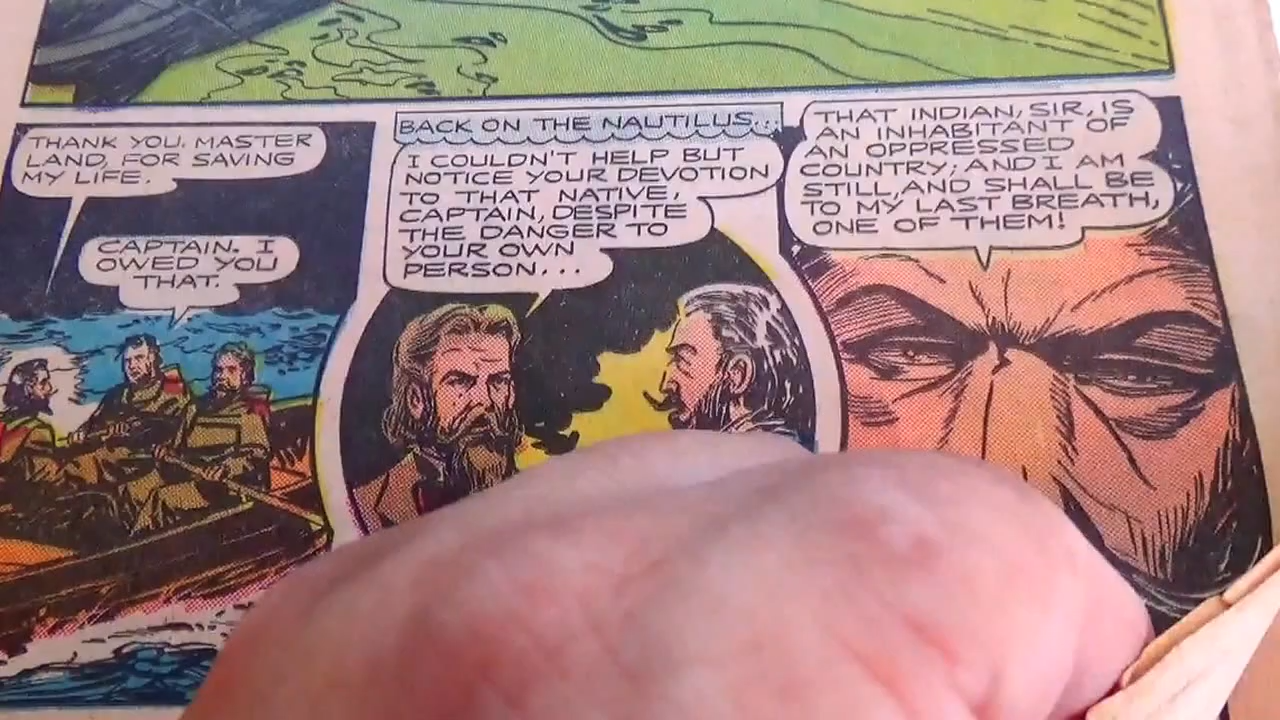 THANK YOU, MASTER
LAND, FOR SAVING
MY LIFE.
CAPTAIN. I
OWED YOU
THAT.
BACK ON THE NAUTILUS...
I COULDN'T HELP BUT
NOTICE YOUR DEVOTION
TO THAT NATIVE,
CAPTAIN, DESPITE
THE DANGER TO
YOUR OWN
PERSON...
THAT INDIAN, SIR, IS
AN INHABITANT OF
AN OPPRESSED
COUNTRY; AND I AM
STILL, AND SHALL BE
TO MY LAST BREATH,
ONE OF THEM!